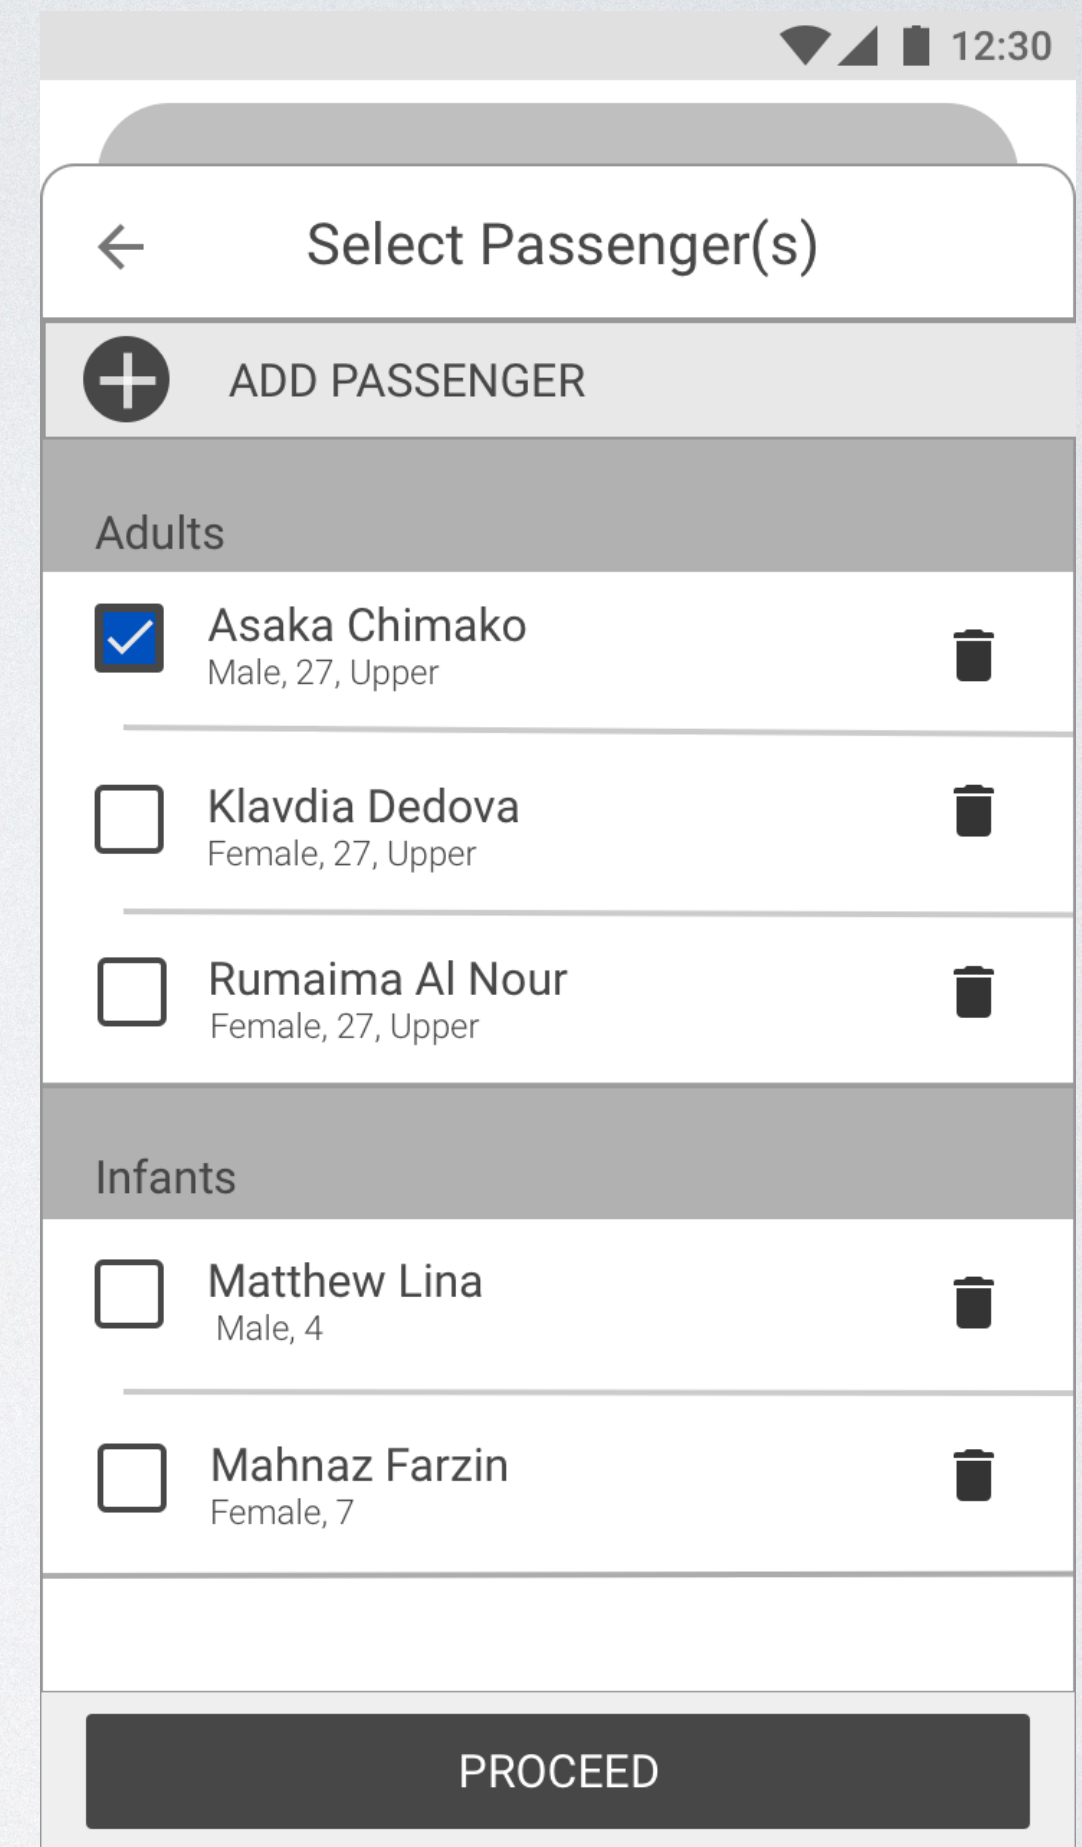 12:30
Select Passenger(s)
ADD PASSENGER
Adults
Asaka Chimako
Male, 27, Upper
Klavdia Dedova
Female, 27, Upper
Rumaima Al Nour
Female, 27, Upper
Infants
Matthew Lina
Male, 4
Mahnaz Farzin
Female, 7
PROCEED